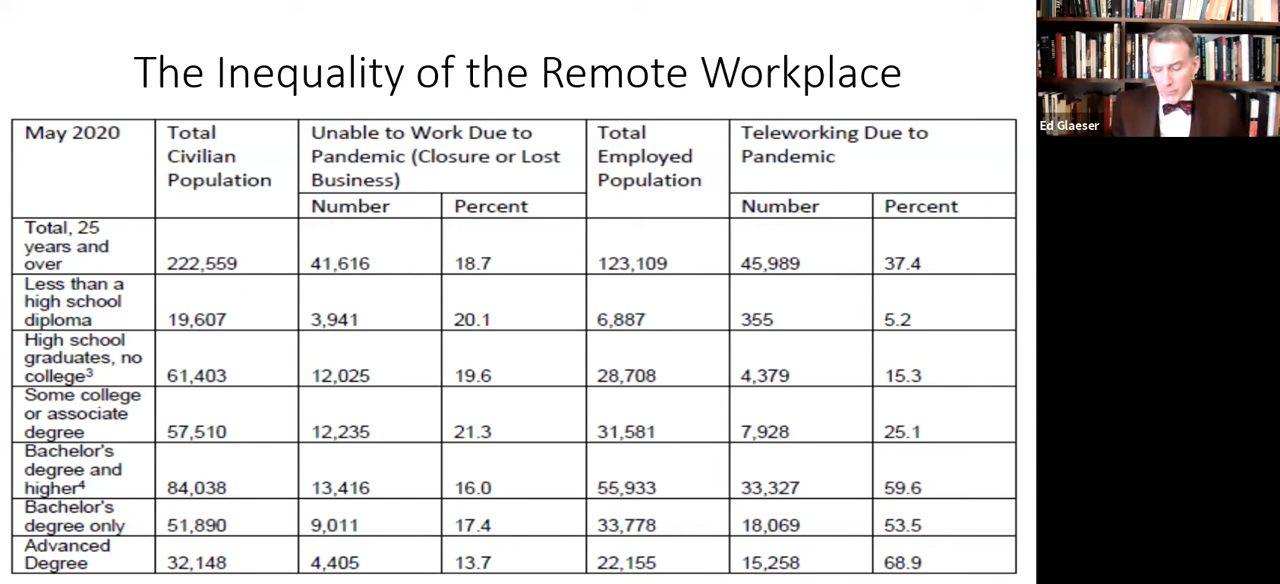 The Inequality of the Remote Workplace
Ed Glaeser
May 2020
Total
Civilian
Population
Unable to Work Due to
Pandemic (Closure or Lost
Business)
Total
Employed
Population
Teleworking Due to
Pandemic
Number
Percent
Number
Percent
Total, 25
years and
over
222,559
41,616
18.7
123,109
45,989
37.4
Less than a
high school
diploma
19,607
3,941
20.1
6,887
355
5.2
High school
graduates, no
college³
61,403
12,025
19.6
28,708
4,379
15.3
Some college
or associate
degree
57,510
12,235
21.3
31,581
7,928
25.1
Bachelor's
degree and
higher⁴
84,038
13,416
16.0
55,933
33,327
59.6
Bachelor's
degree only
51,890
9,011
17.4
33,778
18,069
53.5
Advanced
Degree
32,148
4,405
13.7
22,155
15,258
68.9